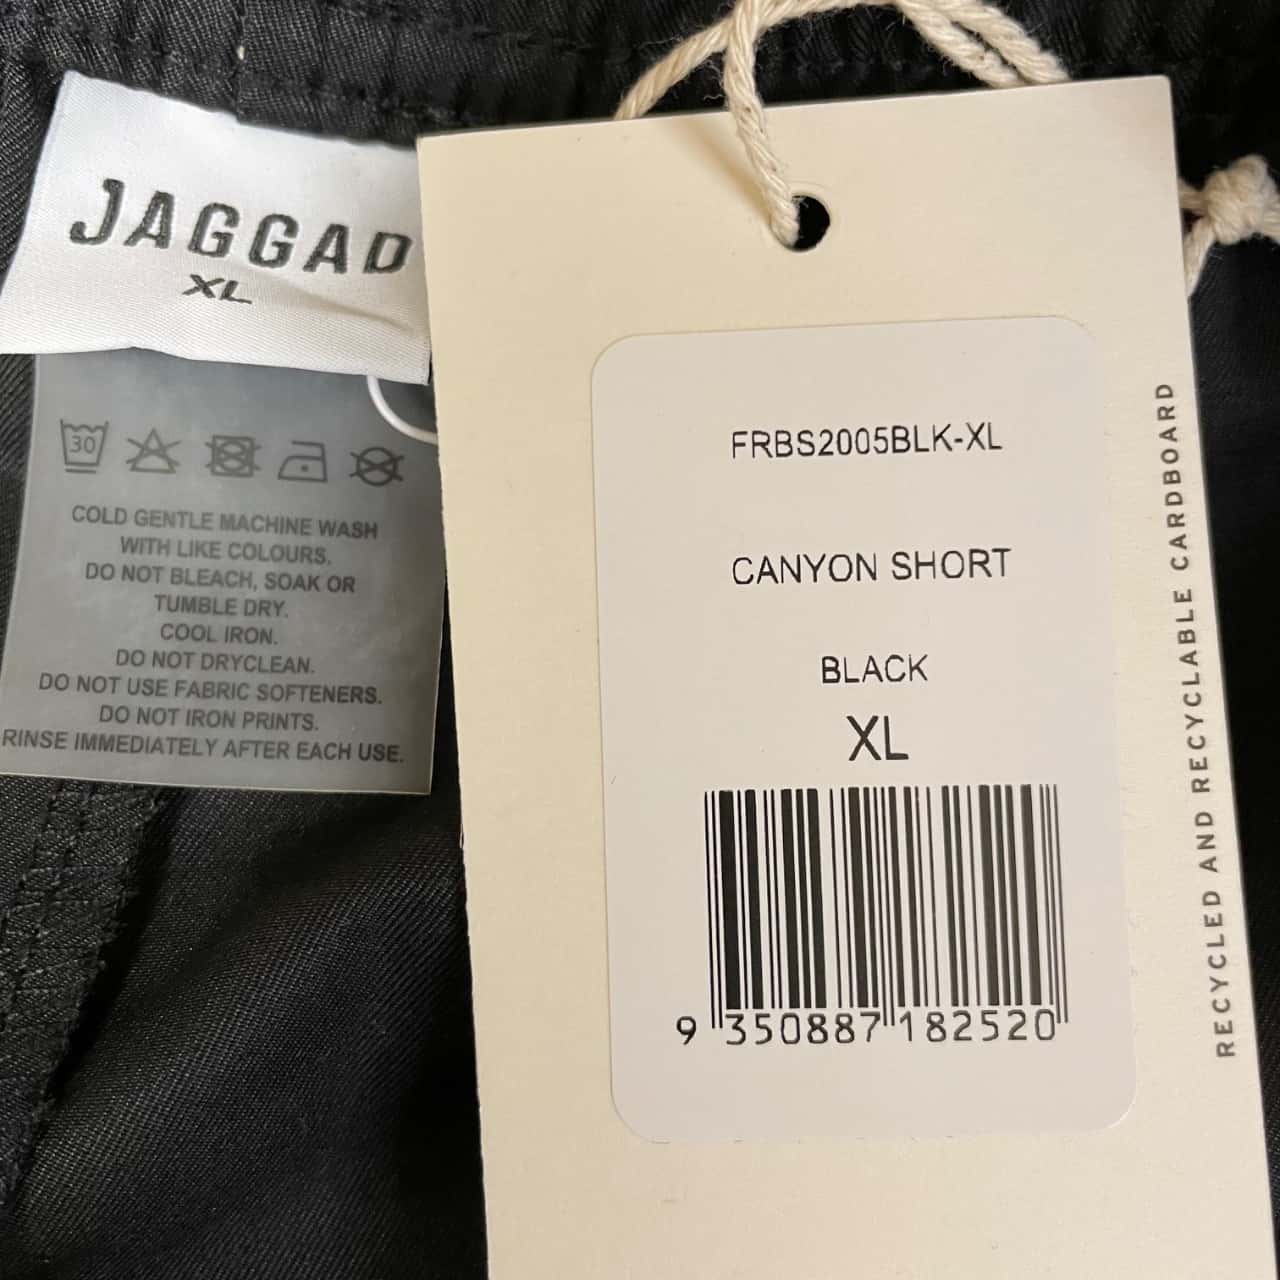 JAGGAD
XL
30
COLD GENTLE MACHINE WASH
WITH LIKE COLOURS.
DO NOT BLEACH, SOAK OR
TUMBLE DRY.
COOL IRON.
DO NOT DRYCLEAN.
DO NOT USE FABRIC SOFTENERS.
DO NOT IRON PRINTS.
RINSE IMMEDIATELY AFTER EACH USE.
FRBS2005BLK-XL
CANYON SHORT
BLACK
XL
9 350887 182520
RECYCLED AND RECYCLABLE CARDBOARD